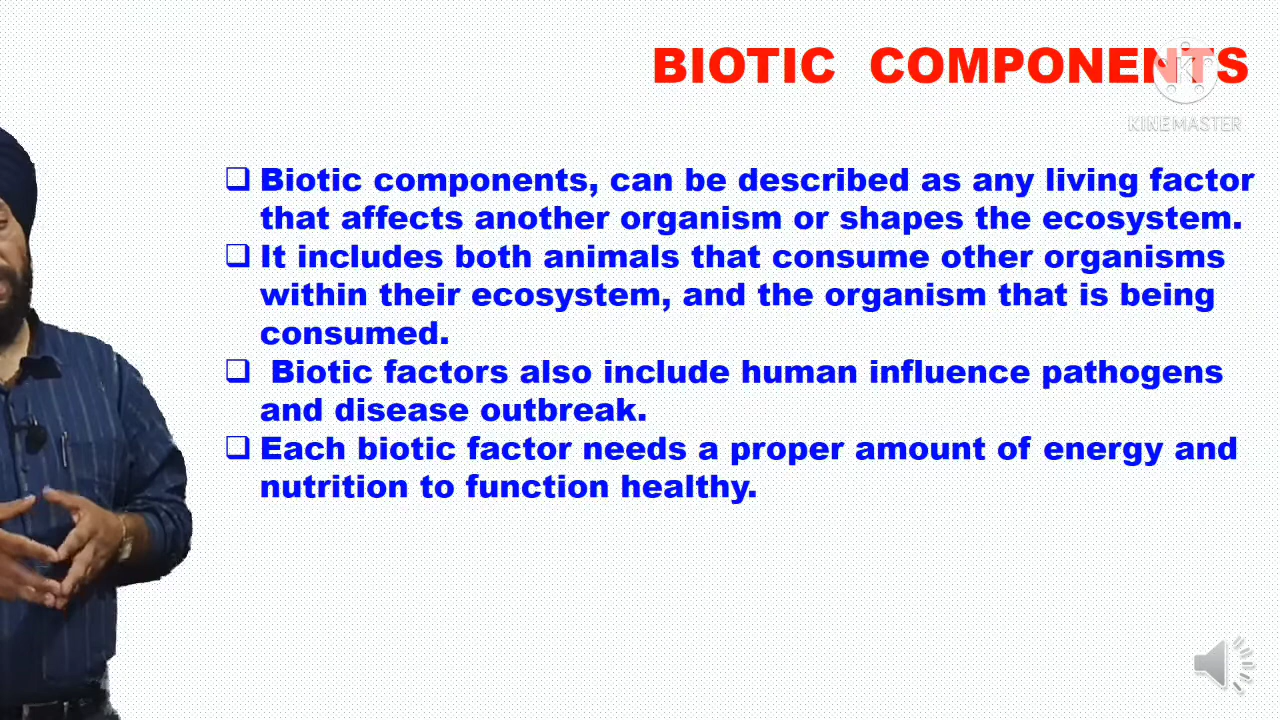 BIOTIC COMPONENTS
KINEMASTER
❑ Biotic components, can be described as any living factor
that affects another organism or shapes the ecosystem.
❑ It includes both animals that consume other organisms
within their ecosystem, and the organism that is being
consumed.
❑ Biotic factors also include human influence pathogens
and disease outbreak.
❑ Each biotic factor needs a proper amount of energy and
nutrition to function healthy.